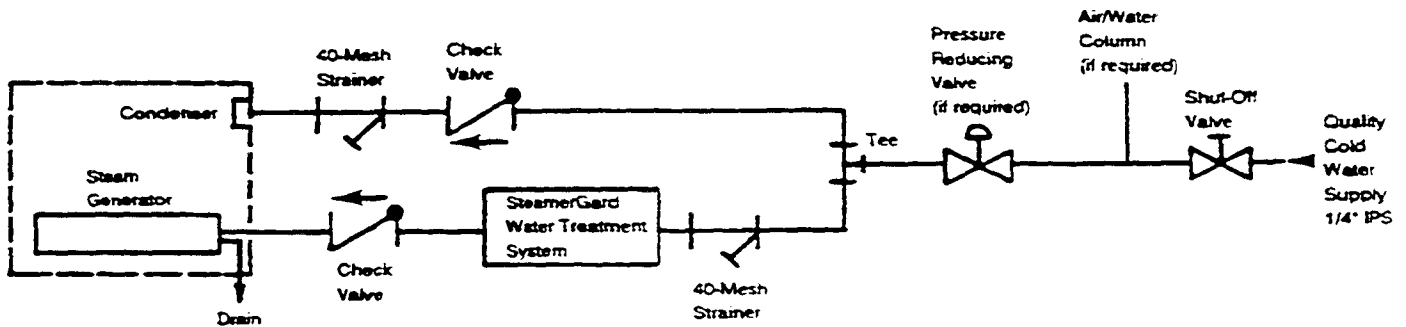 40-Mesh
Strainer
Check
Valve
Pressure
Reducing
Valve
(if required)
Air/Water
Column
(if required)
Shut-Off
Valve
Quality
Cold
Water
Supply
1/4" IPS
Condenser
Tee
Steam
Generator
SteamerGard
Water Treatment
System
Check
Valve
40-Mesh
Strainer
Drain